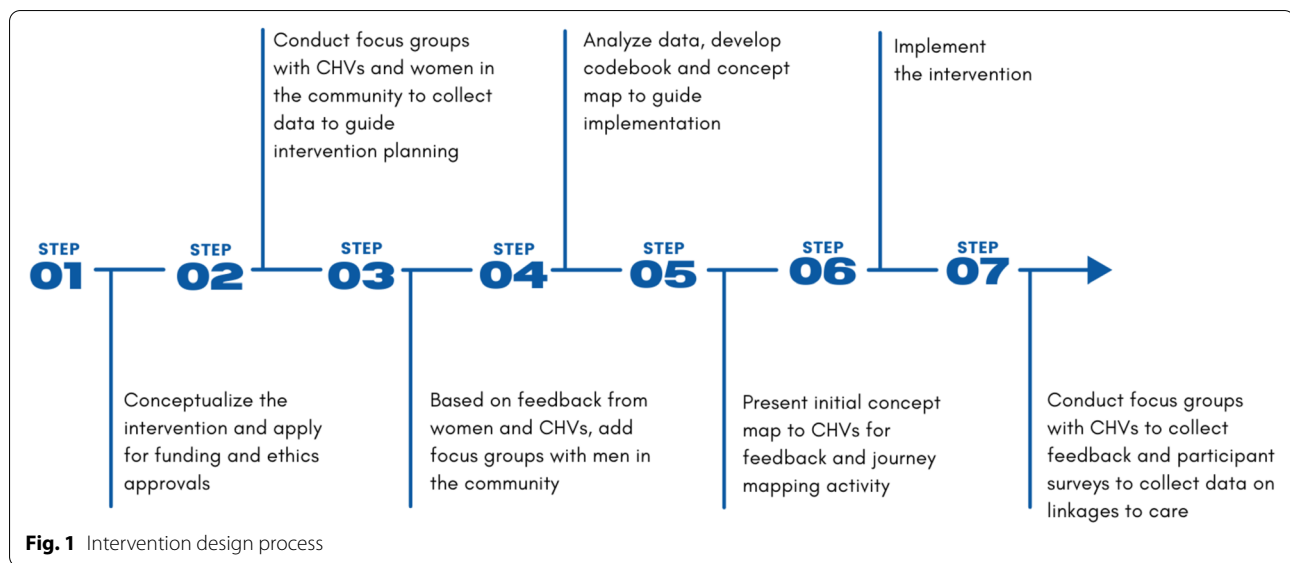 Conduct focus groups
with CHVs and women in
the community to collect
data to guide
intervention planning
Analyze data, develop
codebook and concept
map to guide
implementation
Implement
the intervention
STEP
01
STEP
02
STEP
03
STEP
04
STEP
05
STEP
06
STEP
07
Conceptualize the
intervention and apply
for funding and ethics
approvals
Based on feedback from
women and CHVs, add
focus groups with men in
the community
Present initial concept
map to CHVs for
feedback and journey
mapping activity
Conduct focus groups
with CHVs to collect
feedback and participant
surveys to collect data on
linkages to care
Fig. 1 Intervention design process